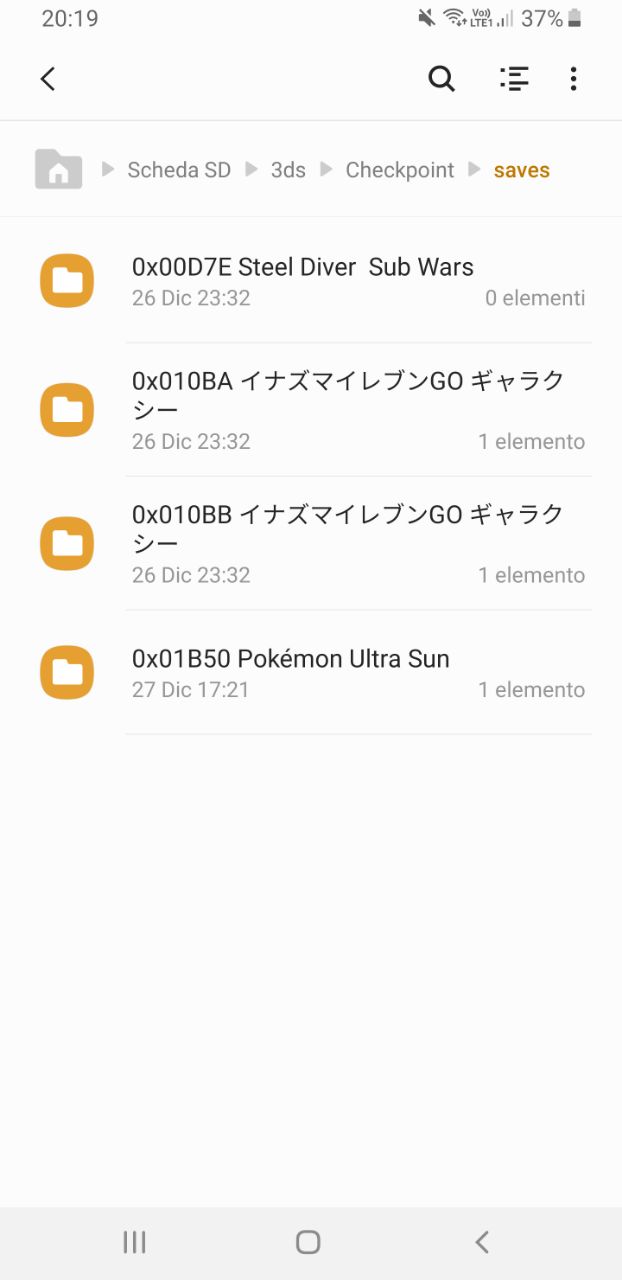 20:19
Vo)) LTE1 37%
Scheda SD 3ds Checkpoint saves
0x00D7E Steel Diver  Sub Wars
26 Dic 23:32 0 elementi
0x010BA イナズマイレブンGO ギャラク
シー
26 Dic 23:32 1 elemento
0x010BB イナズマイレブンGO ギャラク
シー
26 Dic 23:32 1 elemento
0x01B50 Pokémon Ultra Sun
27 Dic 17:21 1 elemento